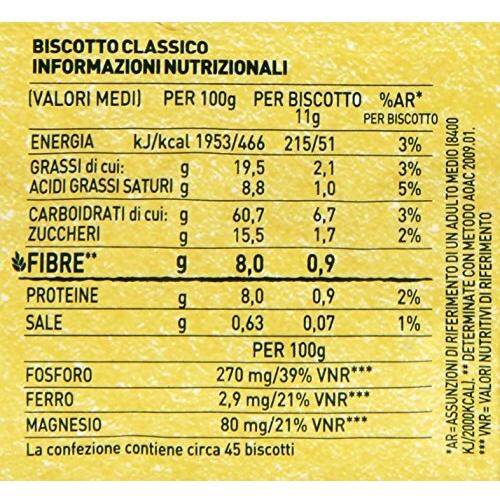 BISCOTTO CLASSICO
INFORMAZIONI NUTRIZIONALI
(VALORI MEDI) PER 100g PER BISCOTTO 11g %AR* PER BISCOTTO
ENERGIA kJ/kcal 1953/466 215/51 3%
GRASSI di cui: g 19,5 2,1 3%
ACIDI GRASSI SATURI g 8,8 1,0 5%
CARBOIDRATI di cui: g 60,7 6,7 3%
ZUCCHERI g 15,5 1,7 2%
FIBRE** g 8,0 0,9
PROTEINE g 8,0 0,9 2%
SALE g 0,63 0,07 1%
PER 100g
FOSFORO 270 mg/39% VNR***
FERRO 2,9 mg/21% VNR***
MAGNESIO 80 mg/21% VNR***
La confezione contiene circa 45 biscotti
*AR=ASSUNZIONI DI RIFERIMENTO DI UN ADULTO MEDIO (8400
KJ/2000KCAL). ** DETERMINATE CON METODO AOAC 2009.01.
*** VNR= VALORI NUTRITIVI DI RIFERIMENTO